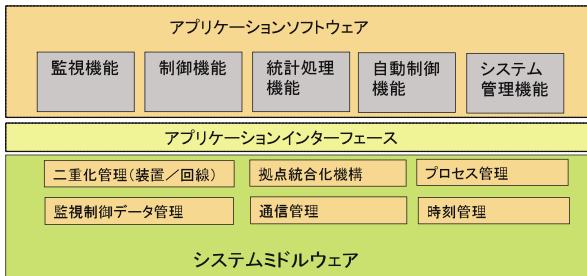 アプリケーションソフトウェア
監視機能
制御機能
統計処理
機能
自動制御
機能
システム
管理機能
アプリケーションインターフェース
二重化管理(装置／回線)
拠点統合化機構
プロセス管理
監視制御データ管理
通信管理
時刻管理
システムミドルウェア